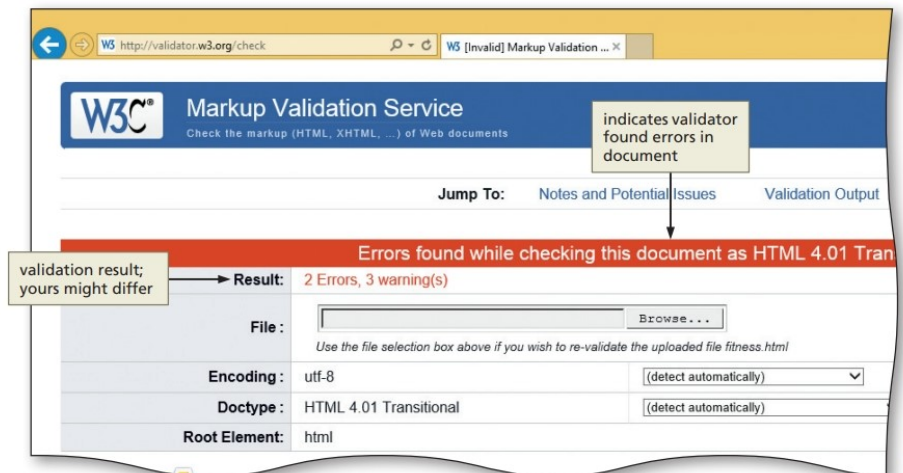 W3 http://validator.w3.org/check
W3 [Invalid] Markup Validation ... ×
W3C®
Markup Validation Service
Check the markup (HTML, XHTML, ...) of Web documents
indicates validator
found errors in
document
Jump To: Notes and Potential Issues Validation Output
Errors found while checking this document as HTML 4.01 Tran
validation result;
yours might differ
Result: 2 Errors, 3 warning(s)
File : Browse...
Use the file selection box above if you wish to re-validate the uploaded file fitness.html
Encoding : utf-8 (detect automatically)
Doctype : HTML 4.01 Transitional (detect automatically)
Root Element: html